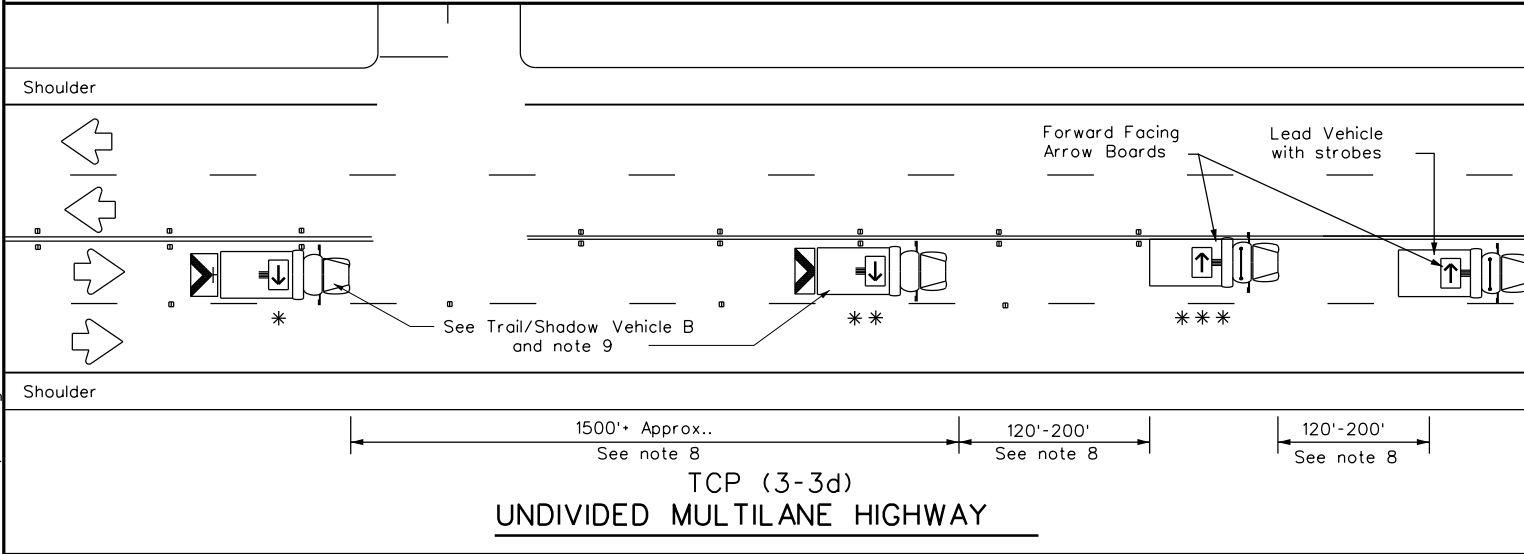 Shoulder
Forward Facing
Arrow Boards
Lead Vehicle
with strobes
*
**
***
See Trail/Shadow Vehicle B
and note 9
Shoulder
1500'+ Approx..
See note 8
120'-200'
See note 8
120'-200'
See note 8
TCP (3-3d)
UNDIVIDED MULTILANE HIGHWAY